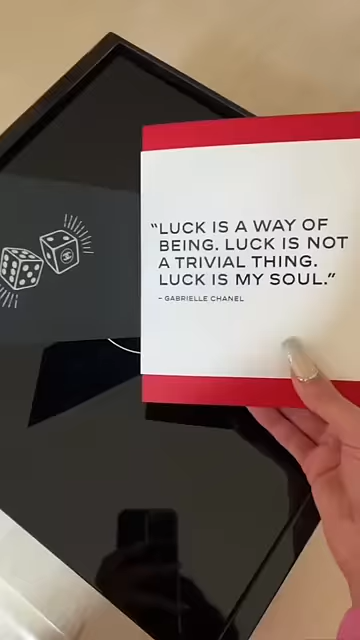 “LUCK IS A WAY OF
BEING. LUCK IS NOT
A TRIVIAL THING.
LUCK IS MY SOUL.”
– GABRIELLE CHANEL